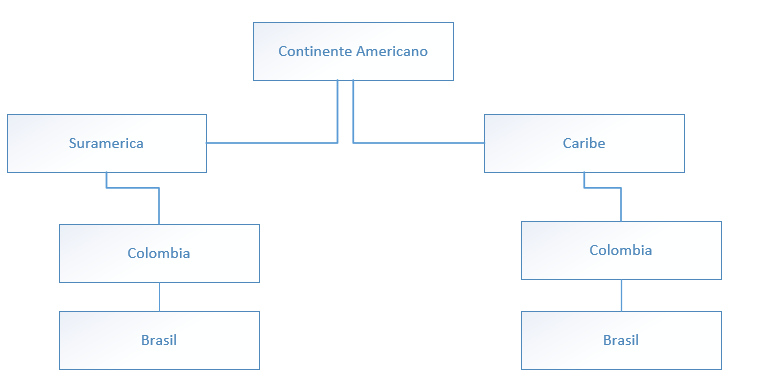 Continente Americano
Suramerica
Caribe
Colombia
Colombia
Brasil
Brasil